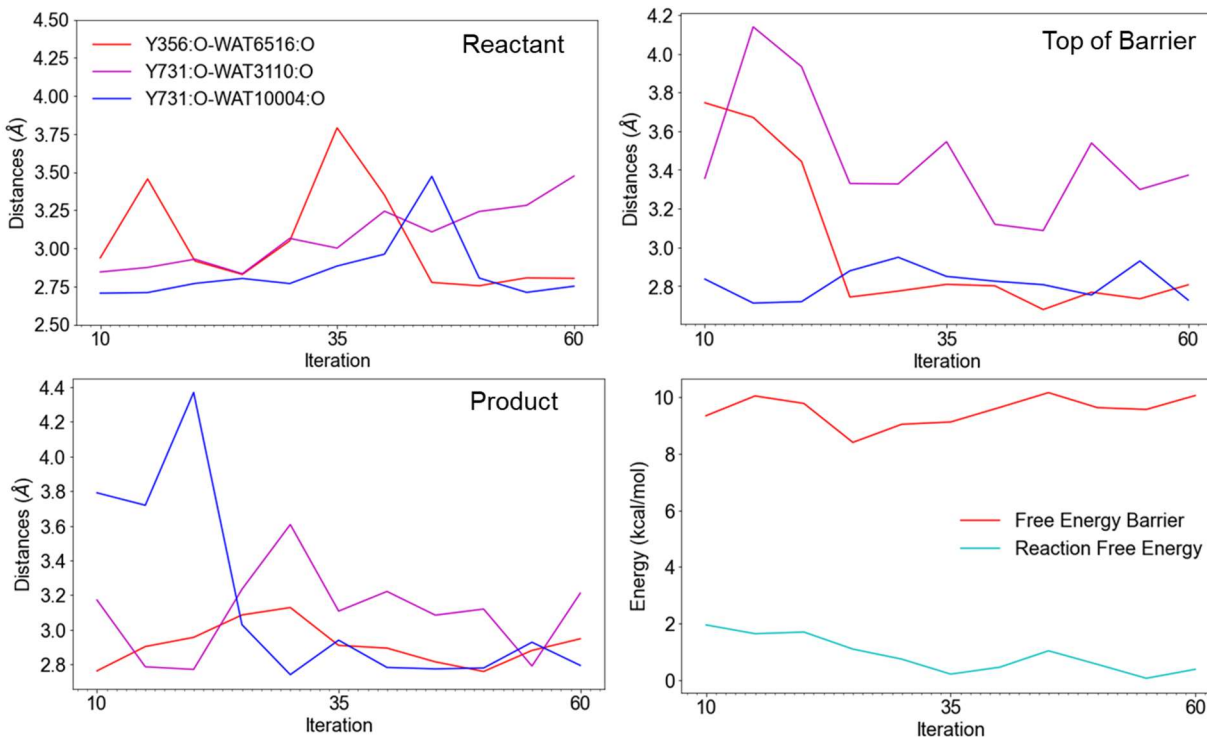 Reactant
Y356:O-WAT6516:O
Y731:O-WAT3110:O
Y731:O-WAT10004:O
Distances (Å)
4.50
4.25
4.00
3.75
3.50
3.25
3.00
2.75
2.50
10
35
60
Iteration
Top of Barrier
Distances (Å)
4.2
4.0
3.8
3.6
3.4
3.2
3.0
2.8
10
35
60
Iteration
Product
Distances (Å)
4.4
4.2
4.0
3.8
3.6
3.4
3.2
3.0
2.8
10
35
60
Iteration
Free Energy Barrier
Reaction Free Energy
Energy (kcal/mol)
10
8
6
4
2
0
10
35
60
Iteration